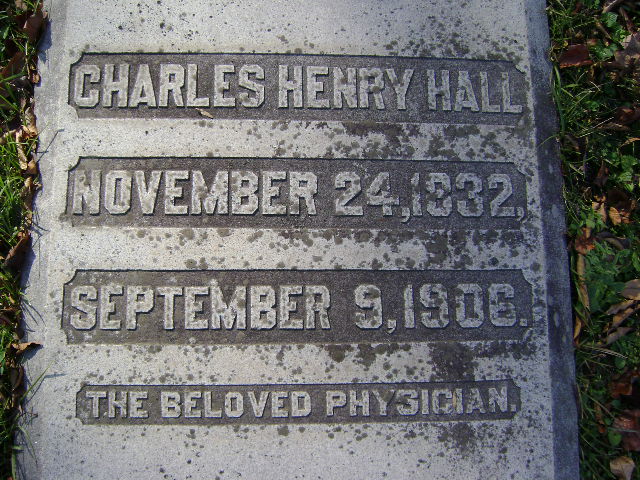 CHARLES HENRY HALL
NOVEMBER 24, 1832,
SEPTEMBER 9, 1906.
THE BELOVED PHYSICIAN.